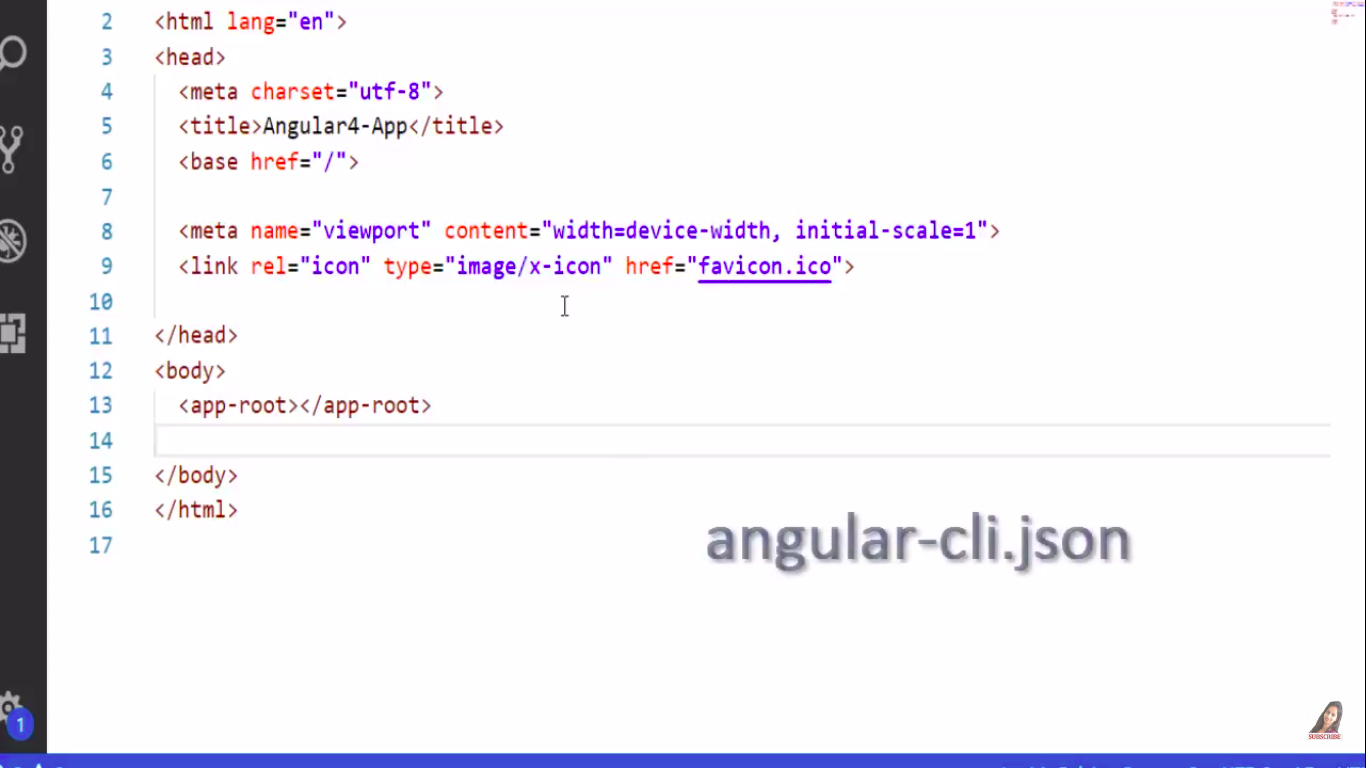 2 <html lang="en">
3 <head>
4 <meta charset="utf-8">
5 <title>Angular4-App</title>
6 <base href="/">
7
8 <meta name="viewport" content="width=device-width, initial-scale=1">
9 <link rel="icon" type="image/x-icon" href="favicon.ico">
10
11 </head>
12 <body>
13 <app-root></app-root>
14
15 </body>
16 </html>
17
angular-cli.json
1
SUBSCRIBE